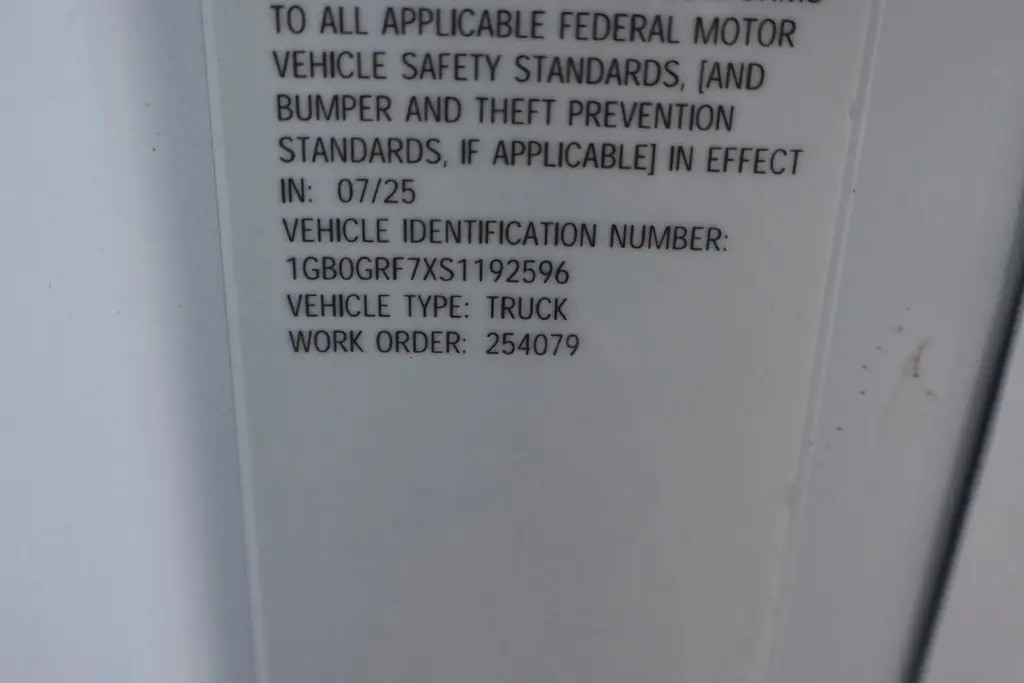 TO ALL APPLICABLE FEDERAL MOTOR
VEHICLE SAFETY STANDARDS, [AND
BUMPER AND THEFT PREVENTION
STANDARDS, IF APPLICABLE] IN EFFECT
IN: 07/25
VEHICLE IDENTIFICATION NUMBER:
1GB0GRF7XS1192596
VEHICLE TYPE: TRUCK
WORK ORDER: 254079